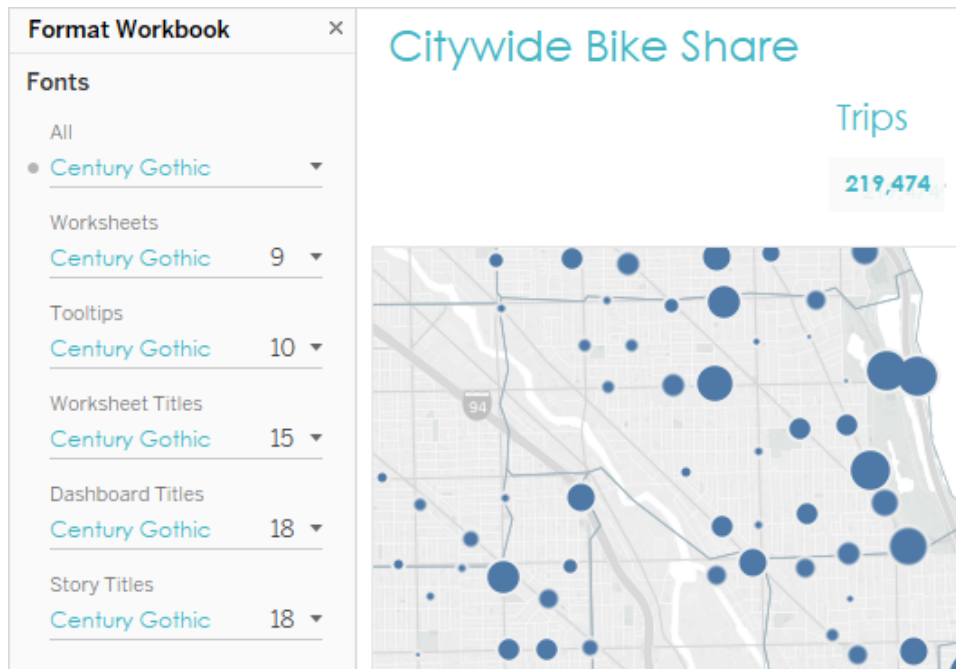 Format Workbook ×
Fonts
All
Century Gothic
Worksheets
Century Gothic 9
Tooltips
Century Gothic 10
Worksheet Titles
Century Gothic 15
Dashboard Titles
Century Gothic 18
Story Titles
Century Gothic 18
Citywide Bike Share
Trips
219,474
94